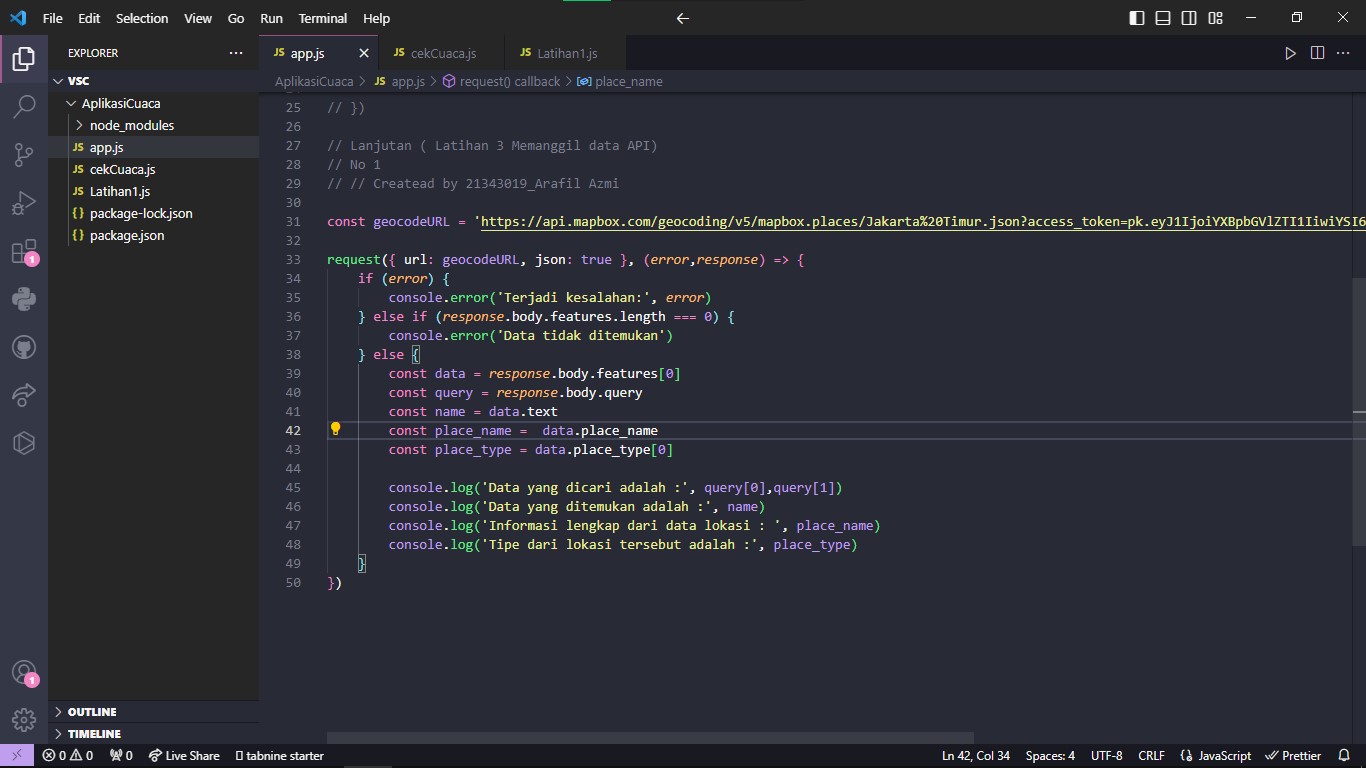 File Edit Selection View Go Run Terminal Help
EXPLORER
JS app.js
JS cekCuaca.js
JS Latihan1.js
VSC
AplikasiCuaca > JS app.js > request() callback > place_name
AplikasiCuaca
node_modules
JS app.js
JS cekCuaca.js
JS Latihan1.js
{} package-lock.json
{} package.json
1
25 // })
26
27 // Lanjutan ( Latihan 3 Memanggil data API)
28 // No 1
29 // // Createad by 21343019_Arafil Azmi
30
31 const geocodeURL = 'https://api.mapbox.com/geocoding/v5/mapbox.places/Jakarta%20Timur.json?access_token=pk.eyJ1IjoiYXBpbGVlZTI1IiwiYSI6
32
33 request({ url: geocodeURL, json: true }, (error,response) => {
34 if (error) {
35 console.error('Terjadi kesalahan:', error)
36 } else if (response.body.features.length === 0) {
37 console.error('Data tidak ditemukan')
38 } else {
39 const data = response.body.features[0]
40 const query = response.body.query
41 const name = data.text
42 const place_name =  data.place_name
43 const place_type = data.place_type[0]
44
45 console.log('Data yang dicari adalah :', query[0],query[1])
46 console.log('Data yang ditemukan adalah :', name)
47 console.log('Informasi lengkap dari data lokasi : ', place_name)
48 console.log('Tipe dari lokasi tersebut adalah :', place_type)
49 }
50 })
1
OUTLINE
TIMELINE
0 0 0 Live Share tabnine starter Ln 42, Col 34 Spaces: 4 UTF-8 CRLF {} JavaScript Prettier